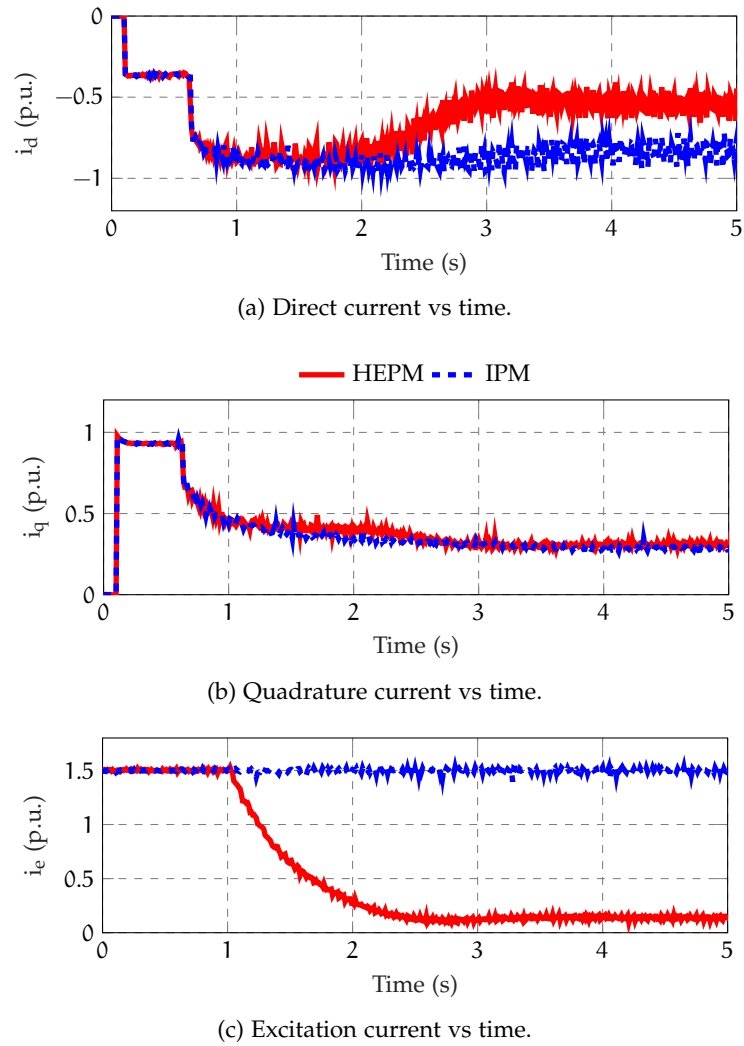 0
−0.5
−1
i_d (p.u.)
0 1 2 3 4 5
Time (s)
(a) Direct current vs time.
HEPM IPM
1
0.5
0
i_q (p.u.)
0 1 2 3 4 5
Time (s)
(b) Quadrature current vs time.
1.5
1
0.5
0
i_e (p.u.)
0 1 2 3 4 5
Time (s)
(c) Excitation current vs time.